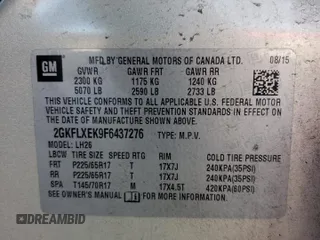 GM
MFD BY GENERAL MOTORS OF CANADA LTD. 08/15
GVWR GAWR FRT GAWR RR
2300 KG 1175 KG 1240 KG
5070 LB 2590 LB 2733 LB
THIS VEHICLE CONFORMS TO ALL APPLICABLE U.S. FEDERAL
MOTOR VEHICLE SAFETY, BUMPER, AND THEFT PREVENTION
STANDARDS IN EFFECT ON THE DATE OF MANUFACTURE
SHOWN ABOVE.
2GKFLXEK9F6437276 TYPE: M.P.V.
MODEL: LH26
LBCW TIRE SIZE SPEED RTG RIM COLD TIRE PRESSURE
FRT P225/65R17 T 17X7J 240KPA(35PSI)
RR P225/65R17 T 17X7J 240KPA(35PSI)
SPA T145/70R17 M 17X4.5T 420KPA(60PSI)
SEE OWNER'S MANUAL FOR MORE INFORMATION.
DREAMBID.COM